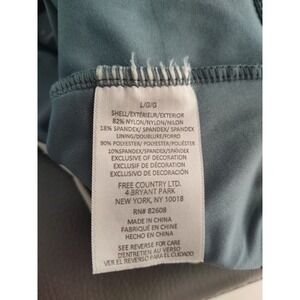 L/G/G
SHELL/EXTÉRIEUR/EXTERIOR
82% NYLON/NYLON/NILON
18% SPANDEX/ SPANDEX/ SPANDEX
LINING/DOUBLURE/FORRO
90% POLYESTER/ POLYESTER/POLIÉSTER
10%SPANDEX/SPANDEX/SPANDEX
EXCLUSIVE OF DECORATION
EXCLUSIF DE DÉCORATION
EXCLUSIVO DE DECORACIÓN
FREE COUNTRY LTD.
4 BRYANT PARK
NEW YORK, NY 10018
RN# 82608
MADE IN CHINA
FABRIQUÉ EN CHINE
HECHO EN CHINA
SEE REVERSE FOR CARE
D'ENTRETIEN AU VERSO
VER EL REVERSO PARA EL CUIDADO